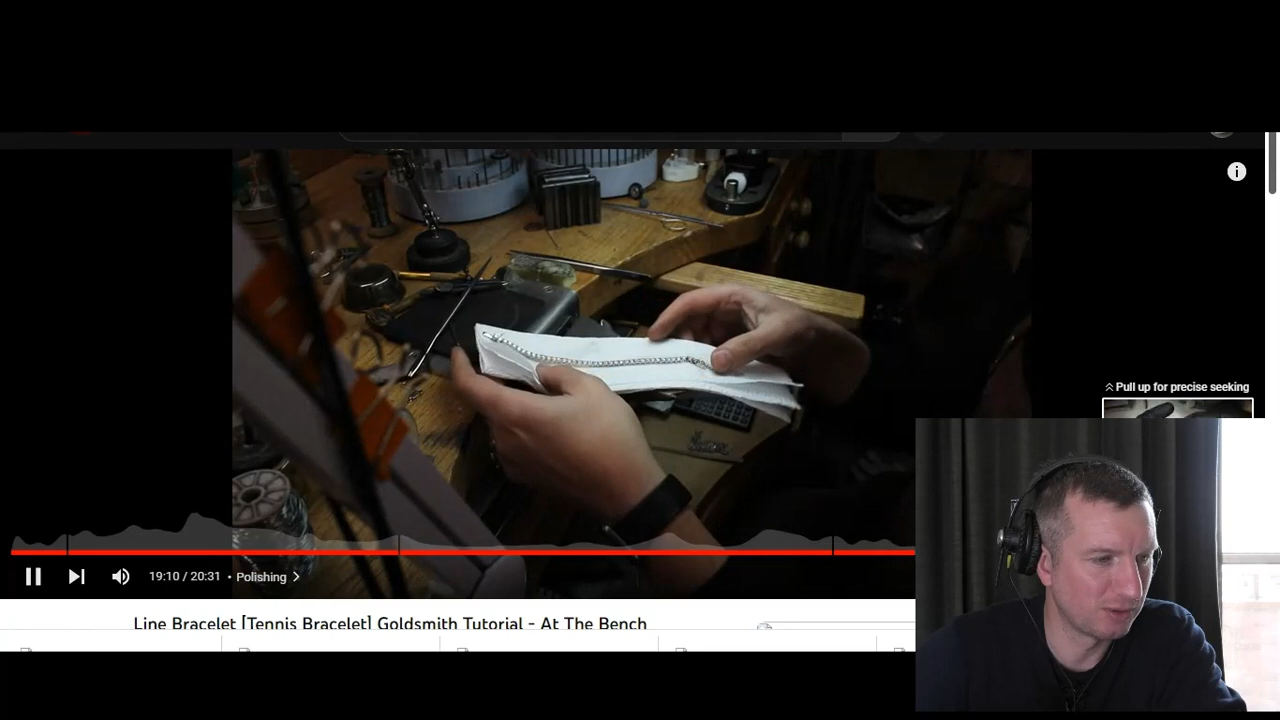 Pull up for precise seeking
19:10 / 20:31 • Polishing
Line Bracelet [Tennis Bracelet] Goldsmith Tutorial - At The Bench